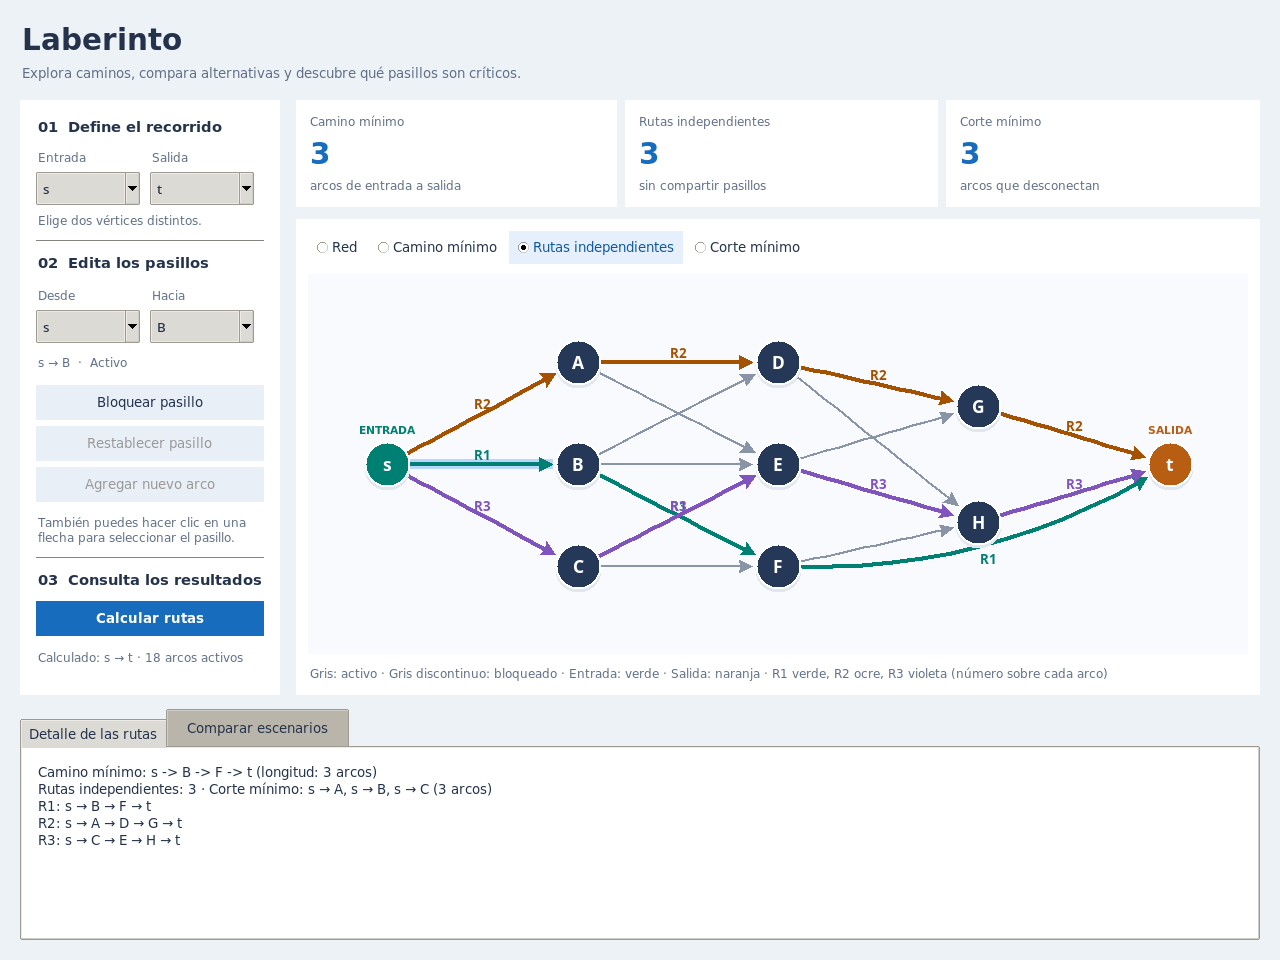 Laberinto
Explora caminos, compara alternativas y descubre qué pasillos son críticos.
01 Define el recorrido
Entrada Salida
s t
Elige dos vértices distintos.
02 Edita los pasillos
Desde Hacia
s B
s → B · Activo
Bloquear pasillo
Restablecer pasillo
Agregar nuevo arco
También puedes hacer clic en una
flecha para seleccionar el pasillo.
03 Consulta los resultados
Calcular rutas
Calculado: s → t · 18 arcos activos
Camino mínimo
3
arcos de entrada a salida
Rutas independientes
3
sin compartir pasillos
Corte mínimo
3
arcos que desconectan
Red Camino mínimo Rutas independientes Corte mínimo
R2
A D
R2
R2 G
R2
ENTRADA SALIDA
R1
s B E t
R3 R3 R3
H
R1
C F
Gris: activo · Gris discontinuo: bloqueado · Entrada: verde · Salida: naranja · R1 verde, R2 ocre, R3 violeta (número sobre cada arco)
Detalle de las rutas Comparar escenarios
Camino mínimo: s -> B -> F -> t (longitud: 3 arcos)
Rutas independientes: 3 · Corte mínimo: s → A, s → B, s → C (3 arcos)
R1: s → B → F → t
R2: s → A → D → G → t
R3: s → C → E → H → t